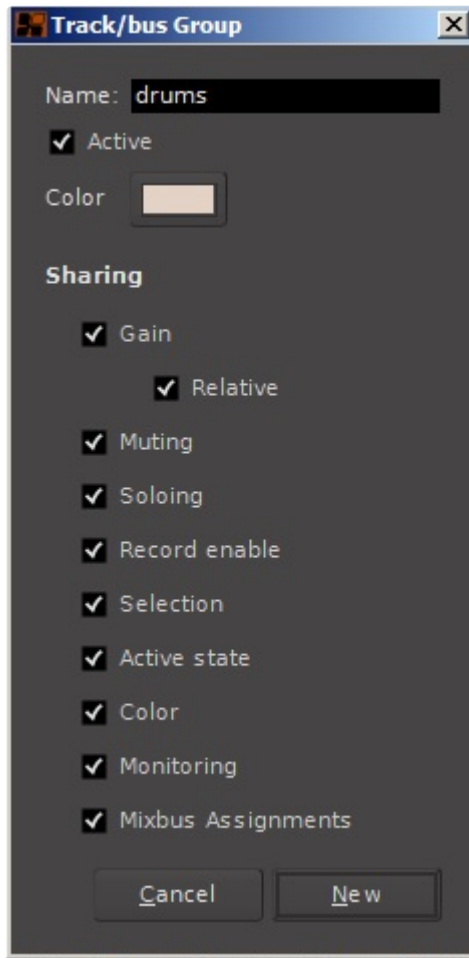 Track/bus Group
Name: drums
Active
Color
Sharing
Gain
Relative
Muting
Soloing
Record enable
Selection
Active state
Color
Monitoring
Mixbus Assignments
Cancel New